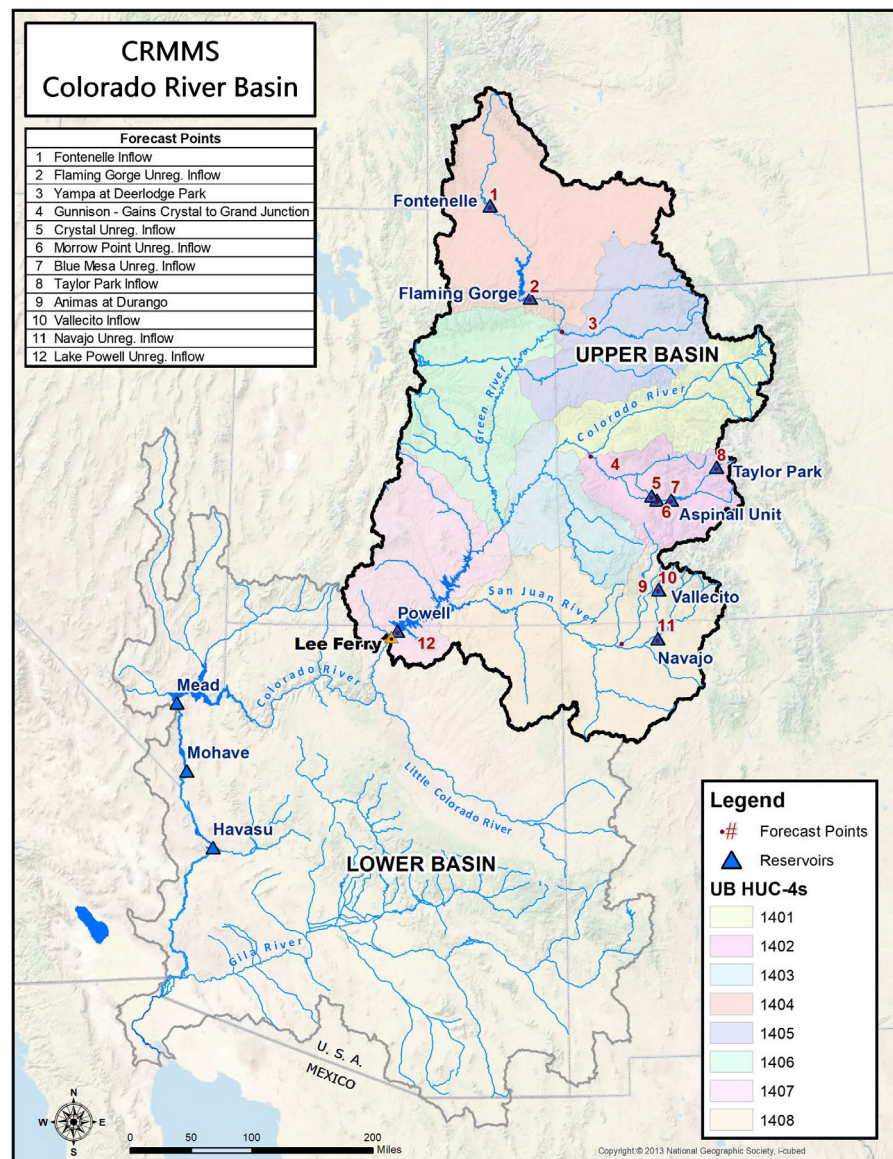 CRMMS
Colorado River Basin
Forecast Points
1 Fontenelle Inflow
2 Flaming Gorge Unreg. Inflow
3 Yampa at Deerlodge Park
4 Gunnison - Gains Crystal to Grand Junction
5 Crystal Unreg. Inflow
6 Morrow Point Unreg. Inflow
7 Blue Mesa Unreg. Inflow
8 Taylor Park Inflow
9 Animas at Durango
10 Vallecito Inflow
11 Navajo Unreg. Inflow
12 Lake Powell Unreg. Inflow
1
Fontenelle
2
Flaming Gorge
3
UPPER BASIN
Green River
Colorado River
4
8
Taylor Park
5
7
6
Aspinall Unit
San Juan River
9
10
Vallecito
Powell
Lee Ferry
12
11
Navajo
Mead
Colorado River
Mohave
Little Colorado River
Havasu
LOWER BASIN
Gila River
U. S. A.
MEXICO
Legend
# Forecast Points
Reservoirs
UB HUC-4s
1401
1402
1403
1404
1405
1406
1407
1408
N
W E
S
0 50 100 200
Miles
Copyright:© 2013 National Geographic Society, i-cubed